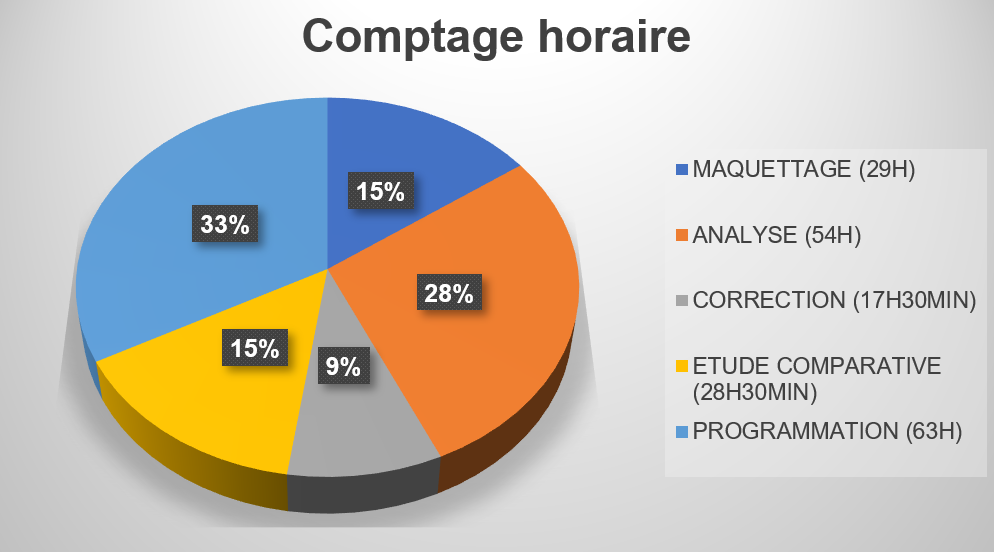 Comptage horaire
15%
33%
28%
15%
9%
MAQUETTAGE (29H)
ANALYSE (54H)
CORRECTION (17H30MIN)
ETUDE COMPARATIVE
(28H30MIN)
PROGRAMMATION (63H)